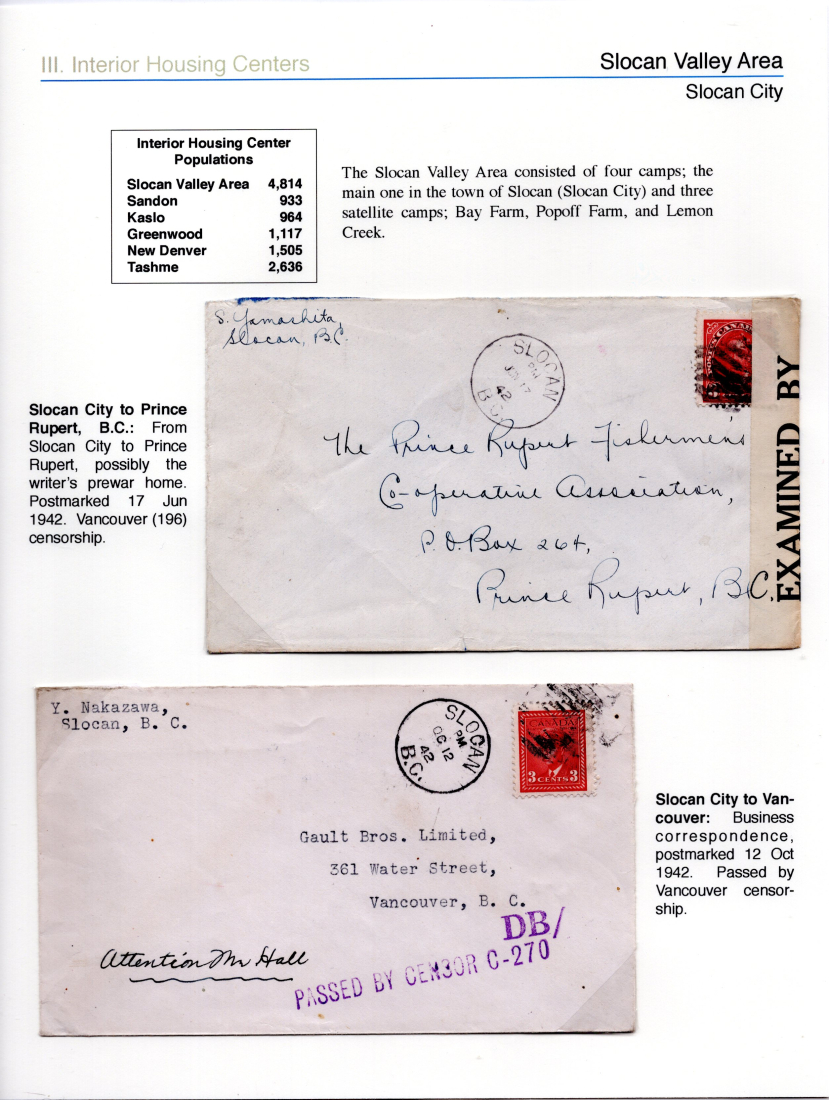 III. Interior Housing Centers
Slocan Valley Area
Slocan City
Interior Housing Center
Populations
Slocan Valley Area 4,814
Sandon 933
Kaslo 964
Greenwood 1,117
New Denver 1,505
Tashme 2,636
The Slocan Valley Area consisted of four camps; the
main one in the town of Slocan (Slocan City) and three
satellite camps; Bay Farm, Popoff Farm, and Lemon
Creek.
S. Yamashita,
Slocan, B.C.
SLOCAN
PM
17
42
B.C.
EXAMINED BY
The Prince Rupert Fishermen's
Co-operative Association,
P.O. Box 264,
Prince Rupert, B.C.
Slocan City to Prince
Rupert, B.C.: From
Slocan City to Prince
Rupert, possibly the
writer's prewar home.
Postmarked 17 Jun
1942. Vancouver (196)
censorship.
Y. Nakazawa,
Slocan, B. C.
SLOCAN
PM
OC 12
42
B.C.
CANADA
3 CENTS 3
Gault Bros. Limited,
361 Water Street,
Vancouver, B. C.
DB/
PASSED BY CENSOR C-270
Attention Mr Hall
Slocan City to Van-
couver: Business
correspondence,
postmarked 12 Oct
1942. Passed by
Vancouver censor-
ship.